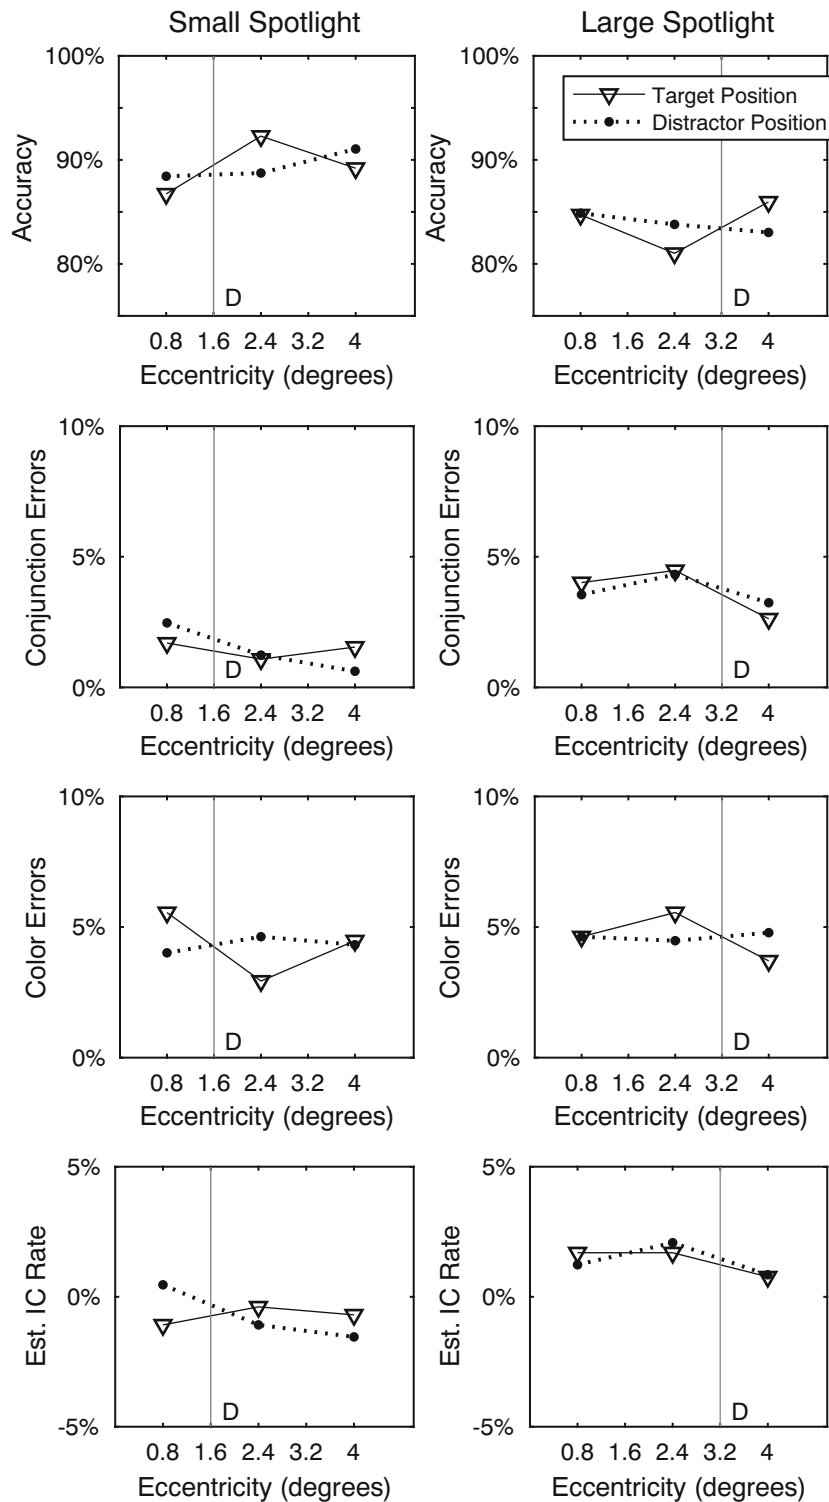 Small Spotlight
Large Spotlight
100%
90%
80%
Accuracy
D
0.8 1.6 2.4 3.2 4
Eccentricity (degrees)
100%
90%
80%
Accuracy
Target Position
Distractor Position
D
0.8 1.6 2.4 3.2 4
Eccentricity (degrees)
10%
5%
0%
Conjunction Errors
D
0.8 1.6 2.4 3.2 4
Eccentricity (degrees)
10%
5%
0%
Conjunction Errors
D
0.8 1.6 2.4 3.2 4
Eccentricity (degrees)
10%
5%
0%
Color Errors
D
0.8 1.6 2.4 3.2 4
Eccentricity (degrees)
10%
5%
0%
Color Errors
D
0.8 1.6 2.4 3.2 4
Eccentricity (degrees)
5%
0%
-5%
Est. IC Rate
D
0.8 1.6 2.4 3.2 4
Eccentricity (degrees)
5%
0%
-5%
Est. IC Rate
D
0.8 1.6 2.4 3.2 4
Eccentricity (degrees)